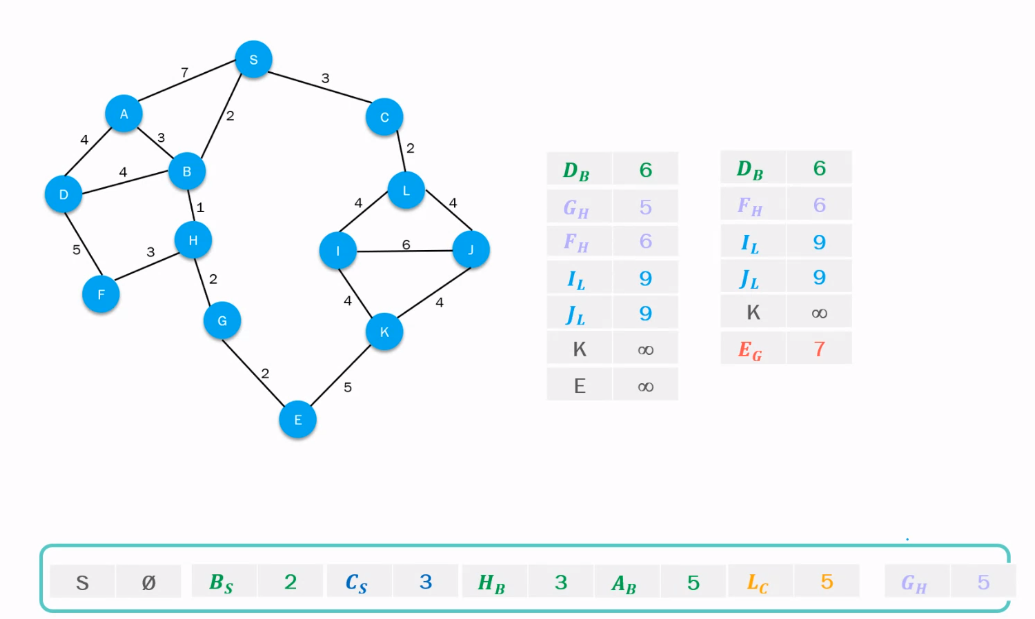 S
7
3
A
C
2
4
3
2
B
4
D
L
1
4
4
H
6
I
J
5
3
2
F
4
4
G
K
2
5
E
D_B 6
G_H 5
F_H 6
I_L 9
J_L 9
K ∞
E ∞
D_B 6
F_H 6
I_L 9
J_L 9
K ∞
E_G 7
S Ø B_S 2 C_S 3 H_B 3 A_B 5 L_C 5 G_H 5